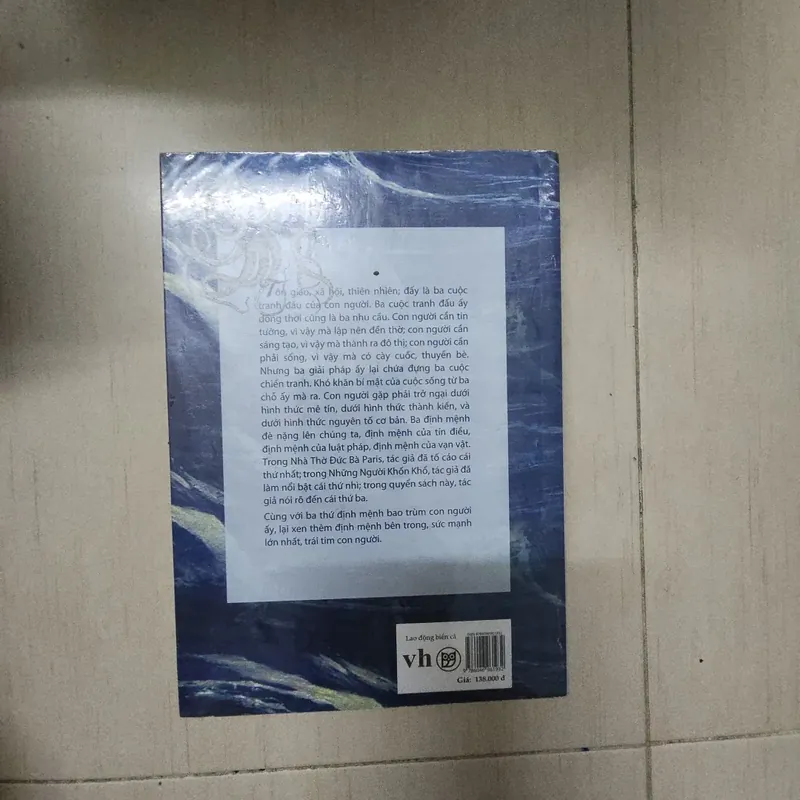 giáo, xã hội, thiên nhiên; đấy là ba cuộc
tranh đấu của con người. Ba cuộc tranh đấu ấy
đồng thời cũng là ba nhu cầu. Con người cần tin
tưởng, vì vậy mà lập nên đền thờ; con người cần
sáng tạo, vì vậy mà thành ra đô thị; con người cần
phải sống, vì vậy mà có cày cuốc, thuyền bè.
Nhưng ba giải pháp ấy lại chứa đựng ba cuộc
chiến tranh. Khó khăn bí mật của cuộc sống từ ba
chỗ ấy mà ra. Con người gặp phải trở ngại dưới
hình thức mê tín, dưới hình thức thành kiến, và
dưới hình thức nguyên tố cơ bản. Ba định mệnh
đè nặng lên chúng ta, định mệnh của tín điều,
định mệnh của luật pháp, định mệnh của vạn vật.
Trong Nhà Thờ Đức Bà Paris, tác giả đã tố cáo cái
thứ nhất; trong Những Người Khốn Khổ, tác giả đã
làm nổi bật cái thứ nhì; trong quyển sách này, tác
giả nói rõ đến cái thứ ba.
Cùng với ba thứ định mệnh bao trùm con người
ấy, lại xen thêm định mệnh bên trong, sức mạnh
lớn nhất, trái tim con người.
Lao động biển cả
vh
Giá: 138.000 đ